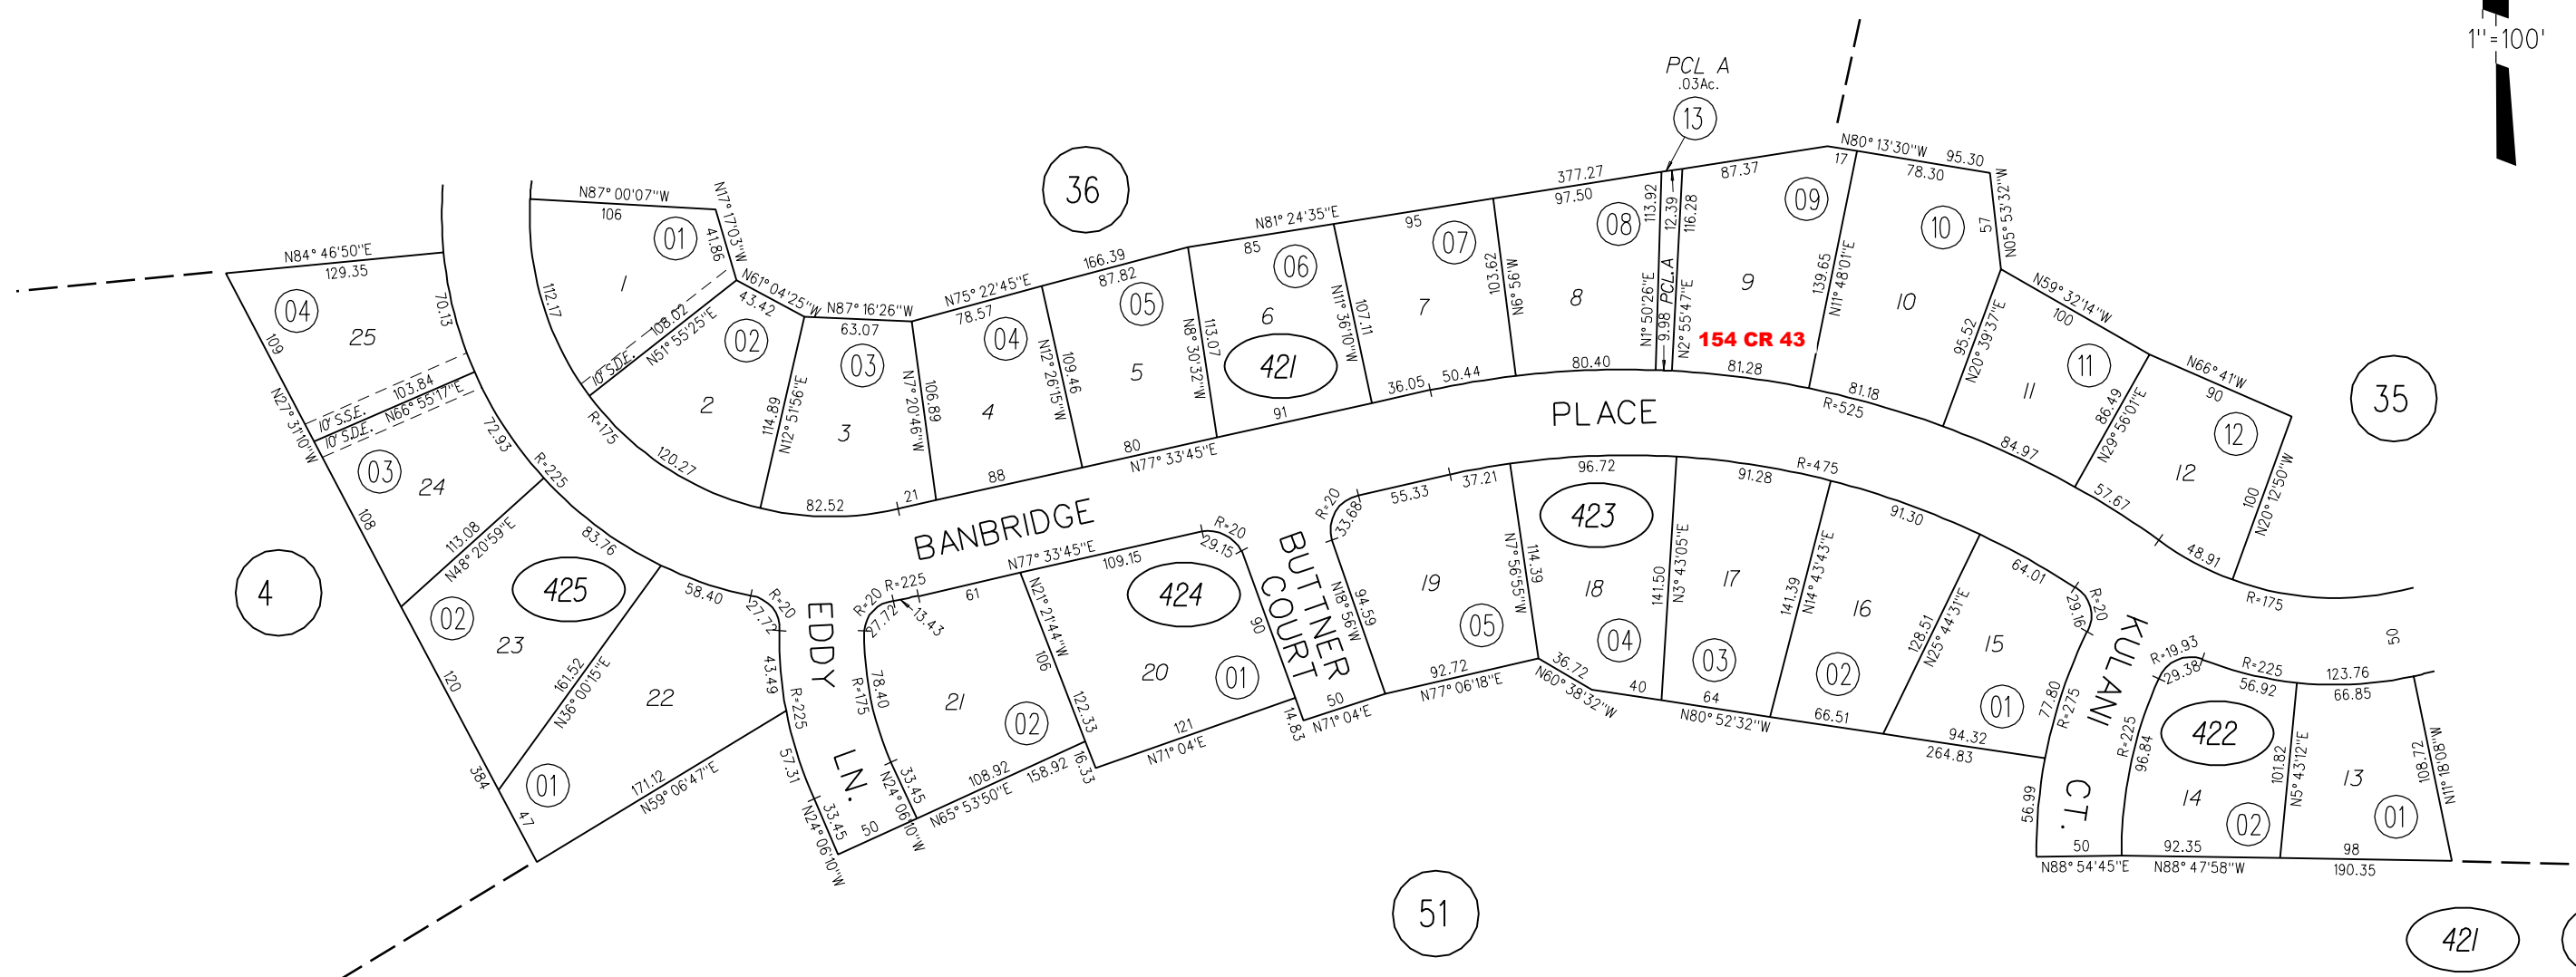 1"=100'
PCL A
.03Ac.
13
36
35
4
51
N84°46'50"E
129.35
04
25
109
70.13
10' S.S.E.
103.84
10' S.D.E.
N66°55'17"E
N27°31'10"W
03
24
72.93
R=225
108
113.08
N48°20'59"E
83.76
02
23
425
120
161.52
N36°00'15"E
22
58.40
27.72
R=20
43.49
R=225
57.31
33.45
N24°06'10"W
384
01
47
171.12
N59°06'47"E
N87°00'07"W
106
01
1
N17°17'03"W
41.86
112.17
108.02
10' S.D.E.
N51°55'25"E
R=175
N61°04'25"W
43.42
02
2
120.27
114.89
N12°51'56"E
N87°16'26"W
63.07
03
3
82.52
21
N7°20'46"W
106.89
N75°22'45"E
166.39
78.57
04
4
88
N12°26'15"W
109.46
87.82
05
5
80
N77°33'45"E
N8°30'32"W
113.07
N81°24'35"E
377.27
85
06
6
421
91
N11°36'10"W
107.11
95
07
7
36.05
50.44
103.62
N6°56'W
97.50
08
8
80.40
113.92
N1°50'26"E
12.39
9.98 PCL.A
116.28
N2°55'47"E
87.37
17
09
9
154 CR 43
81.28
139.65
N11°48'01"E
N80°13'30"W
95.30
78.30
10
10
57
N05°53'32"W
81.18
R=525
95.52
N20°39'37"E
N59°32'14"W
100
11
11
84.97
86.49
N29°56'01"E
N66°41'W
90
12
12
57.67
100
N20°12'50"W
48.91
R=175
50
BANBRIDGE
PLACE
EDDY
LN.
R=20
27.72
R=225
13.43
61
N77°33'45"E
109.15
R=20
29.15
78.40
R=175
21
02
33.45
N24°06'10"W
50
N21°21'44"W
106
122.33
16.33
108.92
158.92
N65°53'50"E
424
90
20
01
121
N71°04'E
14.83
BUTTNER
COURT
50
N71°04'E
R=20
33.68
55.33
37.21
N18°56'W
94.59
19
05
92.72
N77°06'18"E
N7°56'55"W
114.39
96.72
423
18
04
36.72
N60°38'32"W
40
141.50
N3°43'05"E
91.28
R=475
17
03
64
N80°52'32"W
141.39
N14°43'43"E
91.30
16
02
66.51
128.51
N25°44'31"E
64.01
R=20
29.16
15
01
94.32
264.83
77.80
R=275
56.99
KULANI
CT.
50
N88°54'45"E
R=19.93
29.38
R=225
56.92
123.76
66.85
R=225
96.84
422
14
02
92.35
N88°47'58"W
101.82
N5°43'12"E
13
01
98
190.35
108.72
N11°18'08"W
421